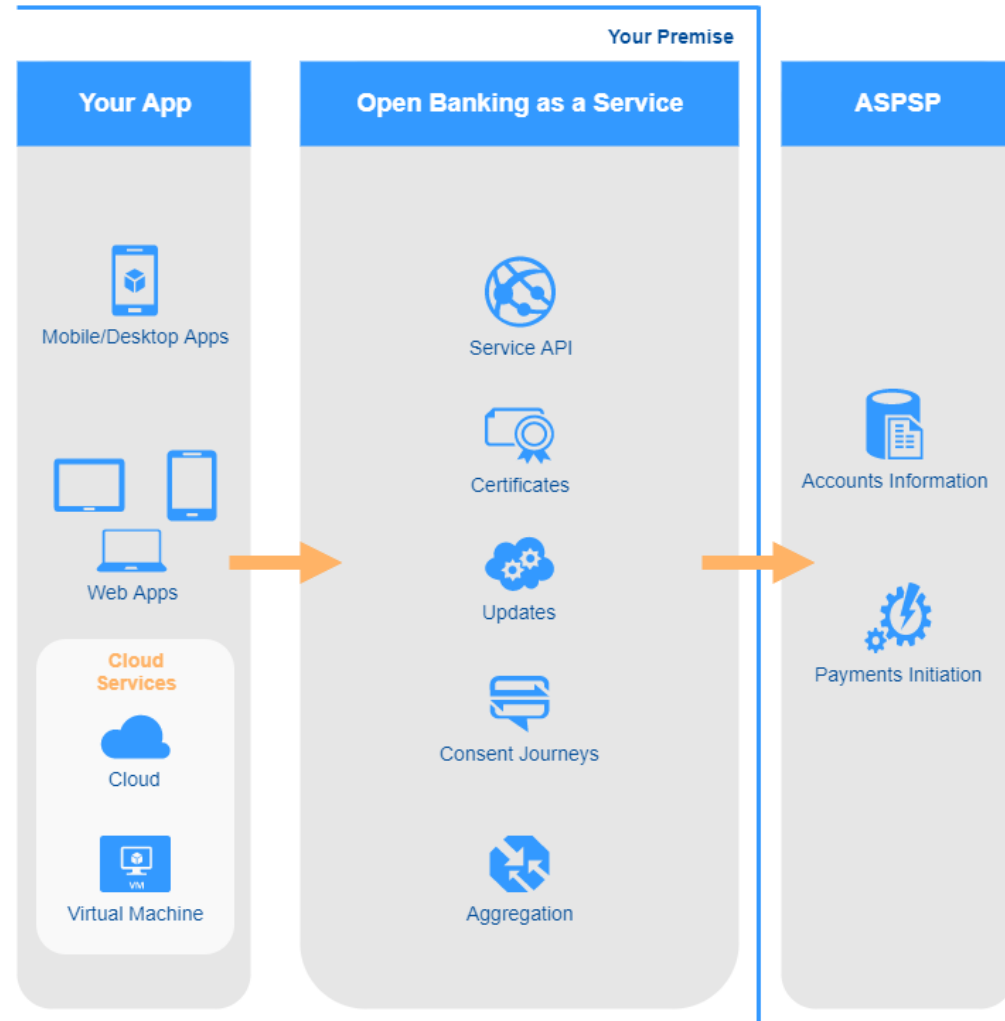 Your Premise
Your App
Open Banking as a Service
ASPSP
Mobile/Desktop Apps
Web Apps
Cloud
Services
Cloud
VM
Virtual Machine
Service API
Certificates
Updates
Consent Journeys
Aggregation
Accounts Information
Payments Initiation